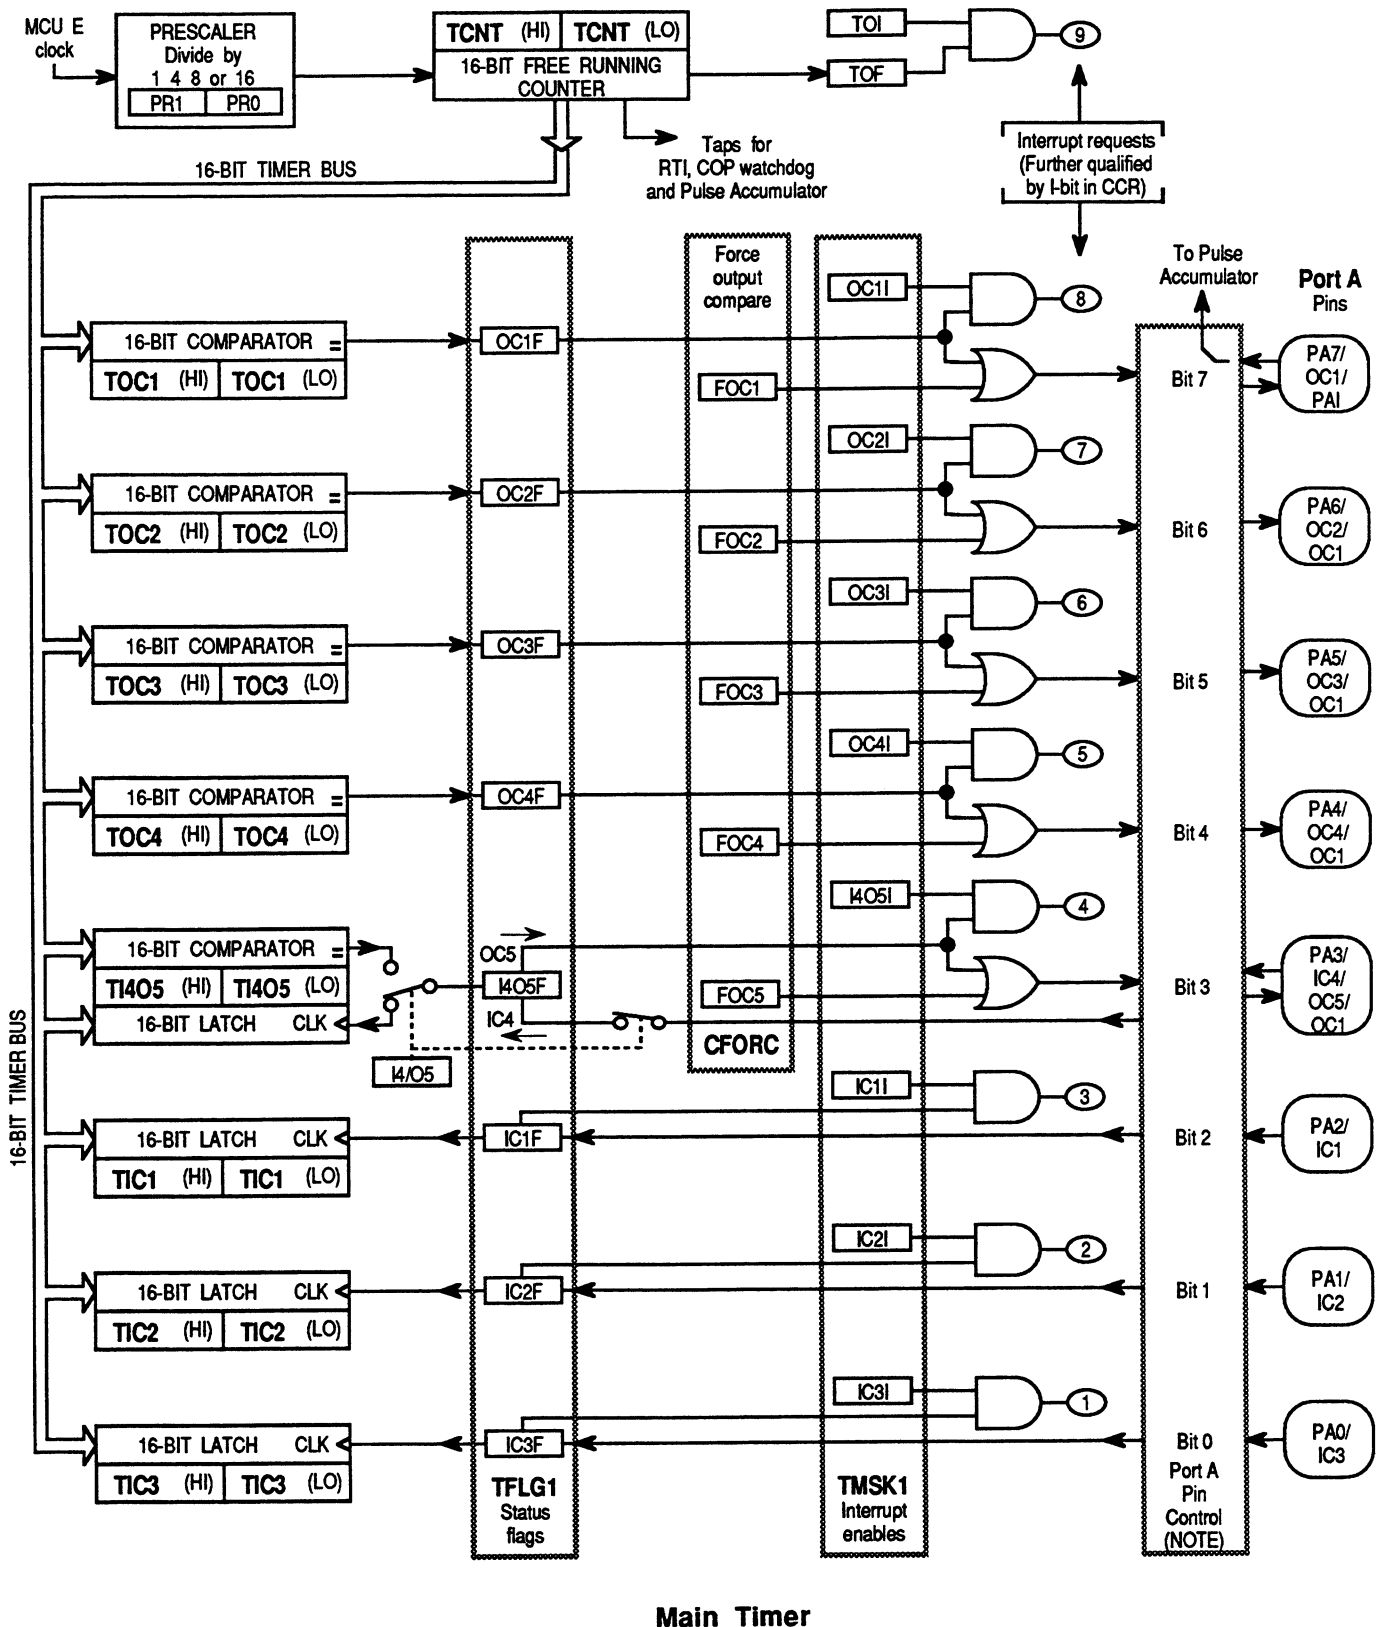 MCU E
clock
PRESCALER
Divide by
1 4 8 or 16
PR1 PR0
TCNT (HI) TCNT (LO)
16-BIT FREE RUNNING
COUNTER
TOI
TOF
9
Taps for
RTI, COP watchdog
and Pulse Accumulator
Interrupt requests
(Further qualified
by I-bit in CCR)
16-BIT TIMER BUS
Force
output
compare
To Pulse
Accumulator
Port A
Pins
OC1I
8
16-BIT COMPARATOR =
TOC1 (HI) TOC1 (LO)
OC1F
FOC1
Bit 7
PA7/
OC1/
PAI
OC2I
7
16-BIT COMPARATOR =
TOC2 (HI) TOC2 (LO)
OC2F
FOC2
Bit 6
PA6/
OC2/
OC1
OC3I
6
16-BIT COMPARATOR =
TOC3 (HI) TOC3 (LO)
OC3F
FOC3
Bit 5
PA5/
OC3/
OC1
OC4I
5
16-BIT COMPARATOR =
TOC4 (HI) TOC4 (LO)
OC4F
FOC4
Bit 4
PA4/
OC4/
OC1
I4O5I
4
16-BIT COMPARATOR =
TI4O5 (HI) TI4O5 (LO)
16-BIT LATCH CLK
OC5
I4O5F
IC4
I4/O5
FOC5
CFORC
Bit 3
PA3/
IC4/
OC5/
OC1
16-BIT TIMER BUS
IC1I
3
16-BIT LATCH CLK
TIC1 (HI) TIC1 (LO)
IC1F
Bit 2
PA2/
IC1
IC2I
2
16-BIT LATCH CLK
TIC2 (HI) TIC2 (LO)
IC2F
Bit 1
PA1/
IC2
IC3I
1
16-BIT LATCH CLK
TIC3 (HI) TIC3 (LO)
IC3F
Bit 0
PA0/
IC3
TFLG1
Status
flags
TMSK1
Interrupt
enables
Port A
Pin
Control
(NOTE)
Main Timer